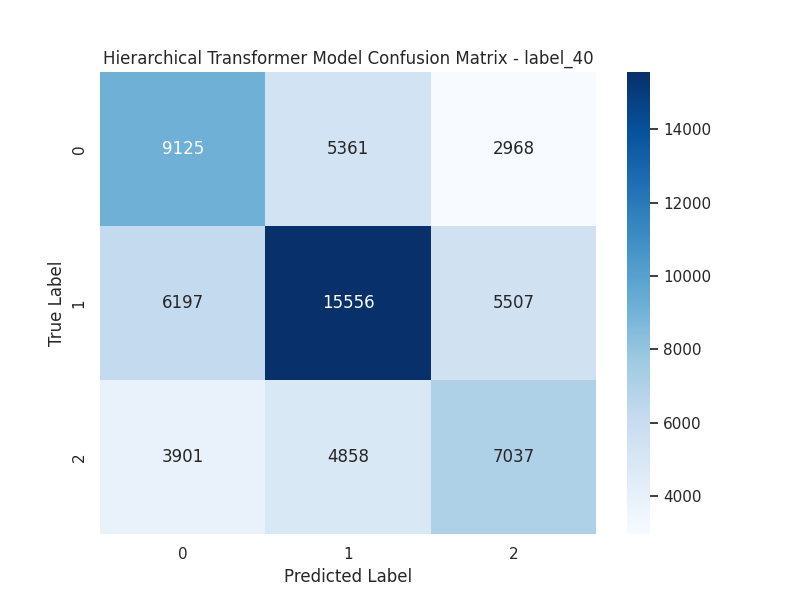 Hierarchical Transformer Model Confusion Matrix - label_40
True Label
0 9125 5361 2968
1 6197 15556 5507
2 3901 4858 7037
0 1 2
Predicted Label
14000
12000
10000
8000
6000
4000